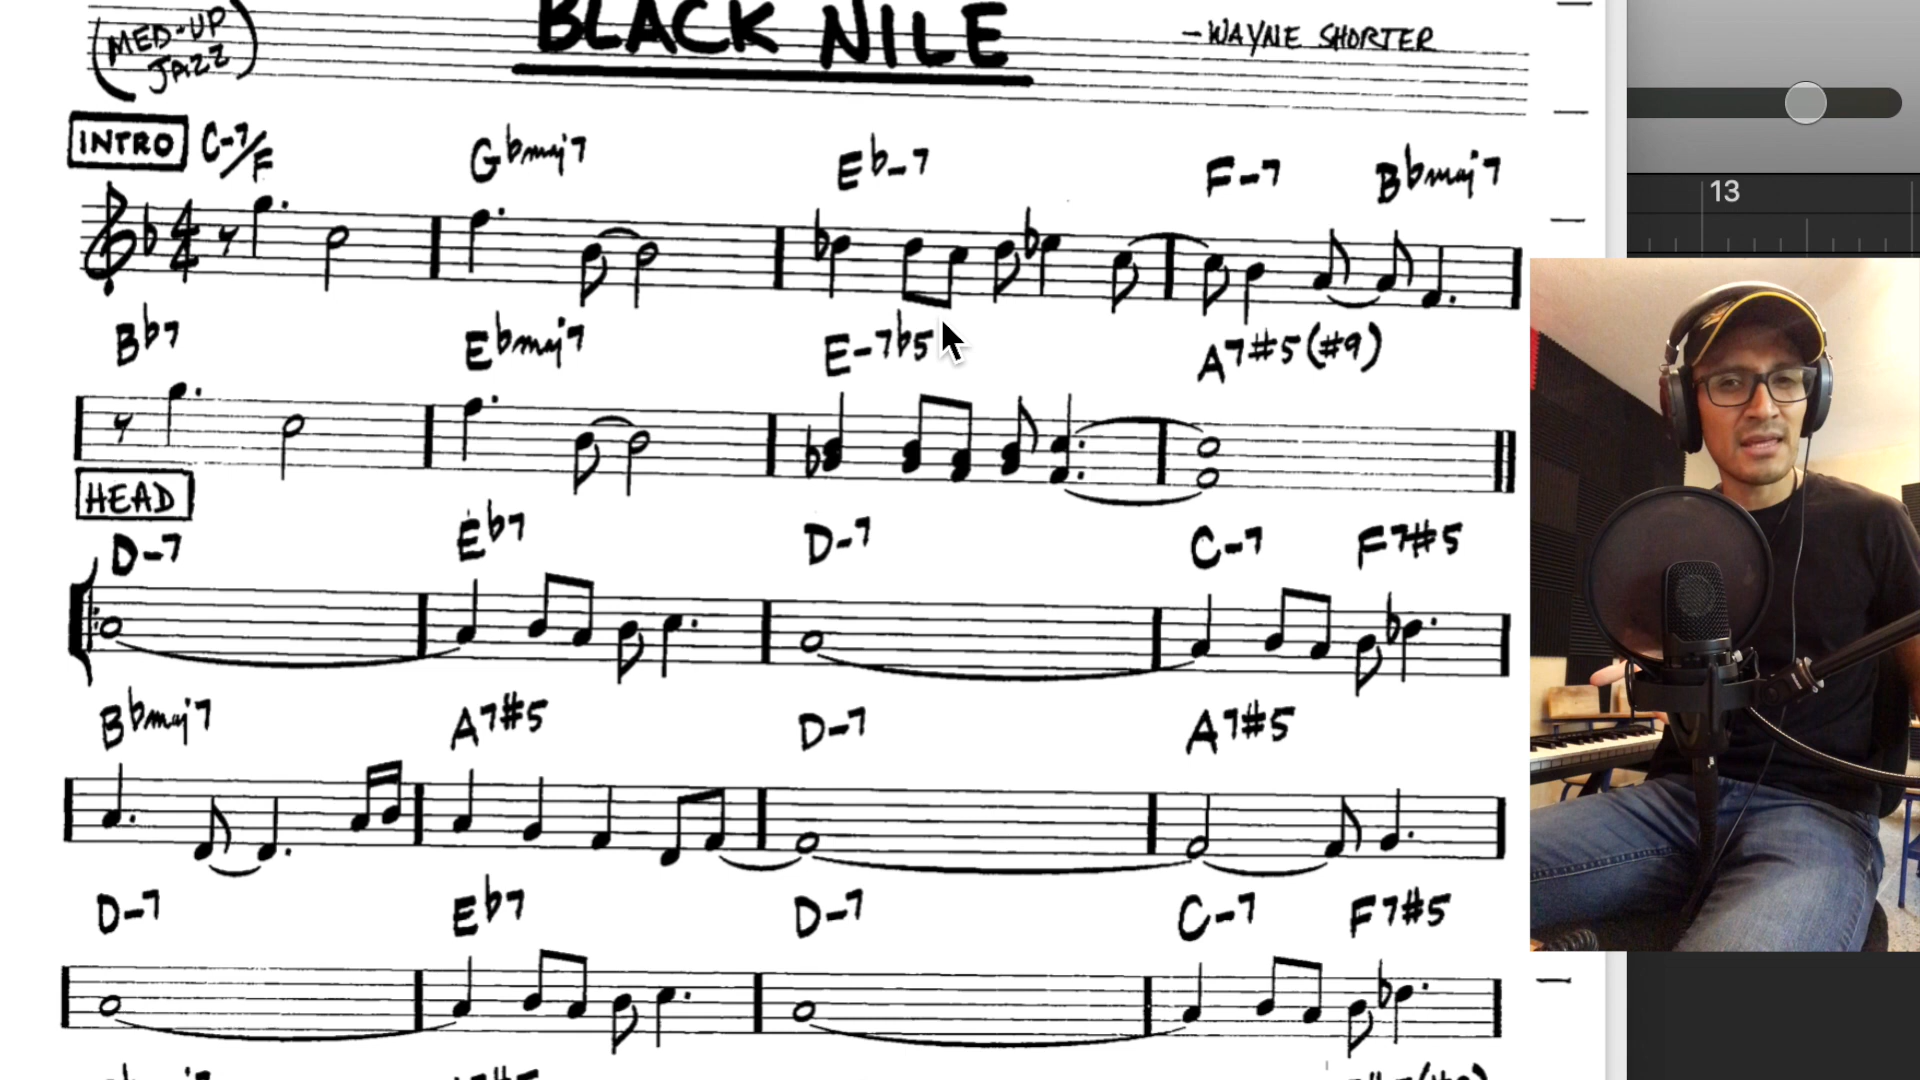 (MED-UP JAZZ) BLACK NILE -WAYNE SHORTER
INTRO C-7/F Gbmaj7 Eb-7 F-7 Bbmaj7
4/4
Bb7 Ebmaj7 E-7b5 A7#5(#9)
HEAD
D-7 Eb7 D-7 C-7 F7#5
Bbmaj7 A7#5 D-7 A7#5
D-7 Eb7 D-7 C-7 F7#5
13